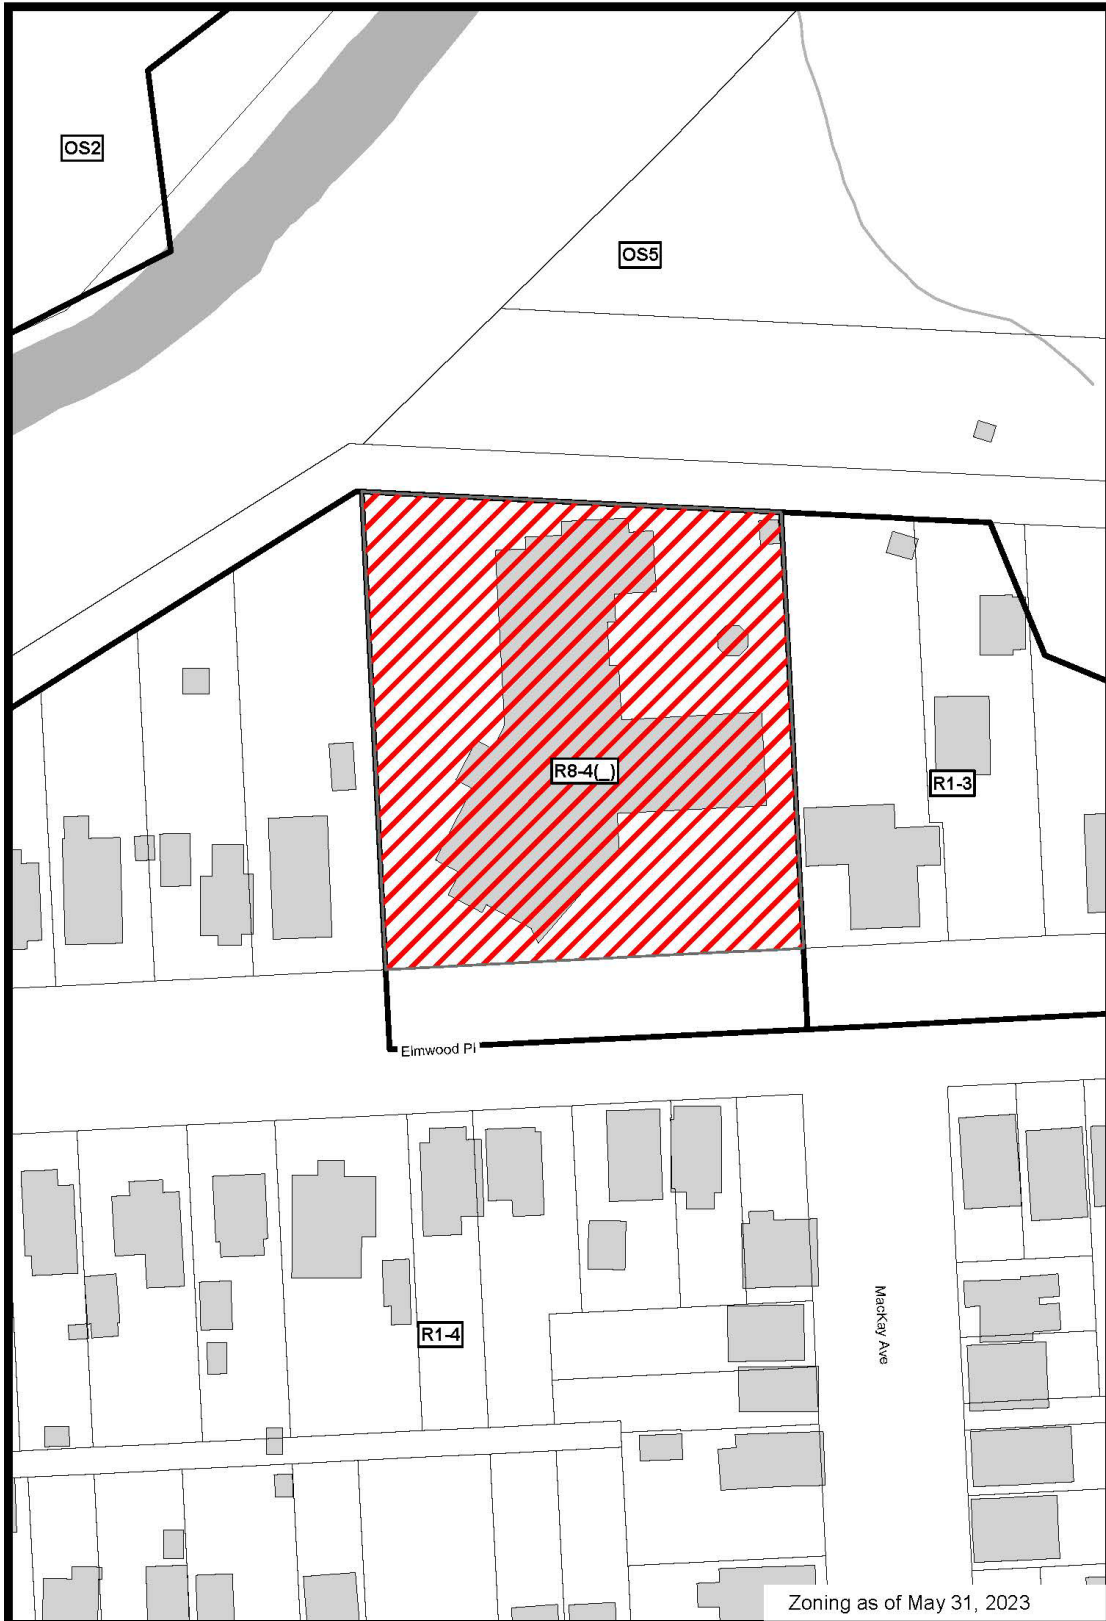 OS2
OS5
R8-4(_)
R1-3
Elmwood Pl
MacKay Ave
R1-4
Zoning as of May 31, 2023